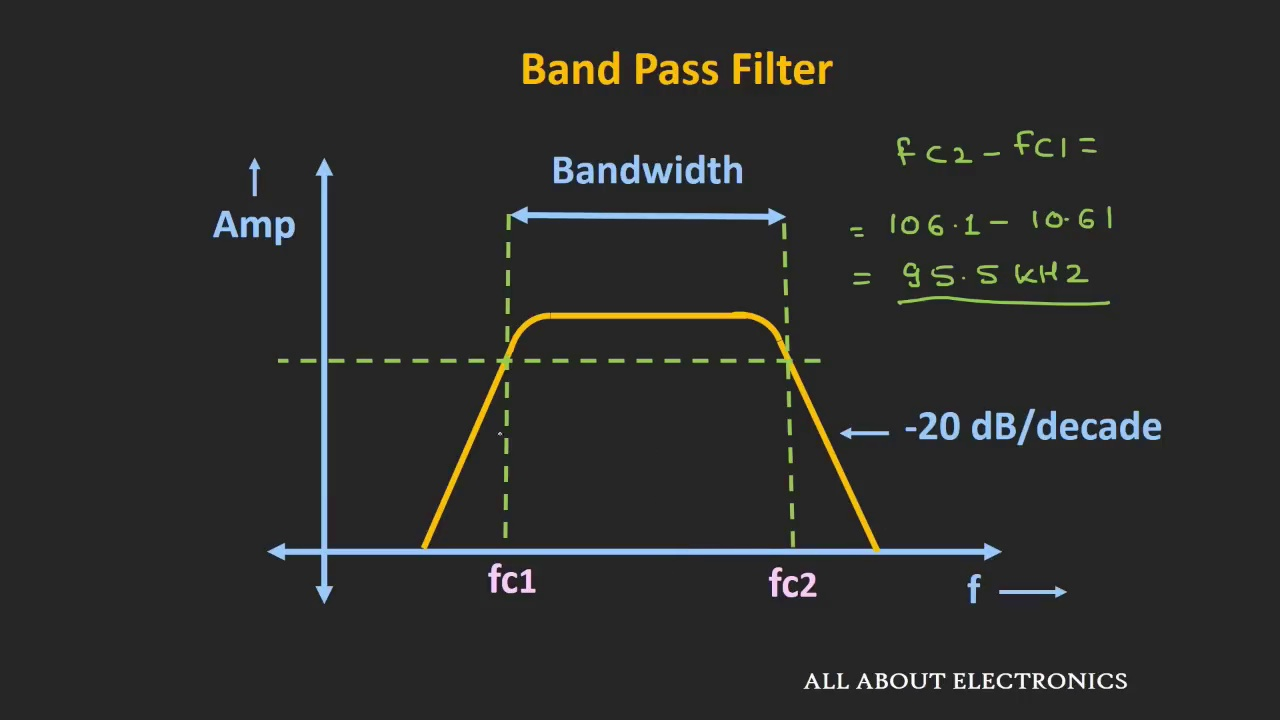 Band Pass Filter
fC2 - fC1 =
Bandwidth
Amp
= 106.1 - 10.61
= 95.5 kHz
-20 dB/decade
fc1
fc2
f
ALL ABOUT ELECTRONICS